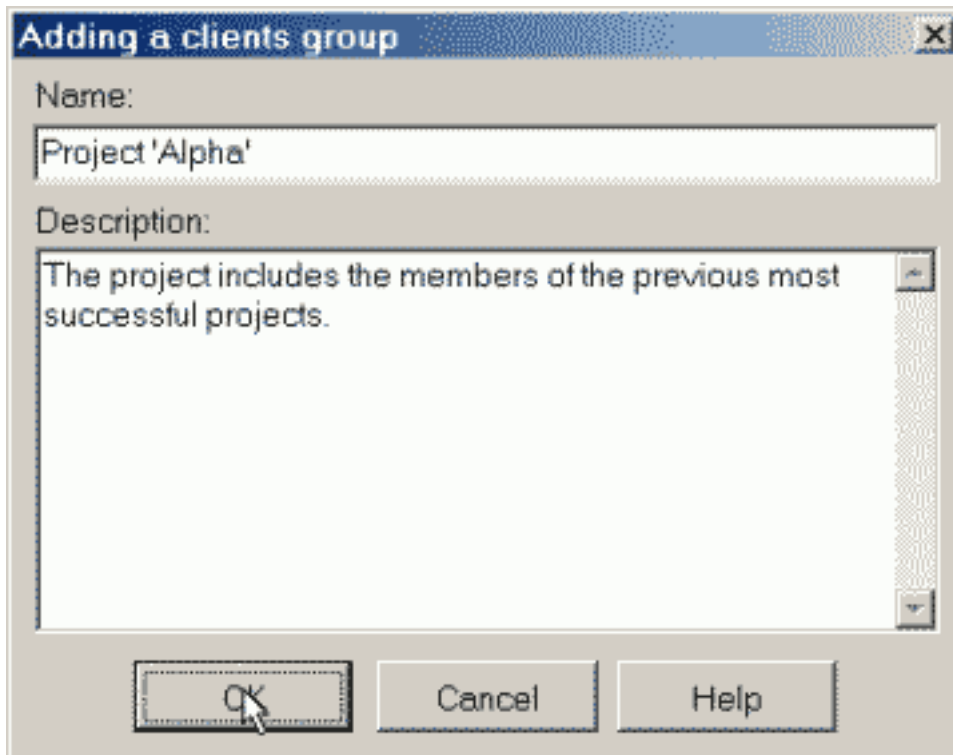 Adding a clients group
Name:
Project 'Alpha'
Description:
The project includes the members of the previous most
successful projects.
OK Cancel Help